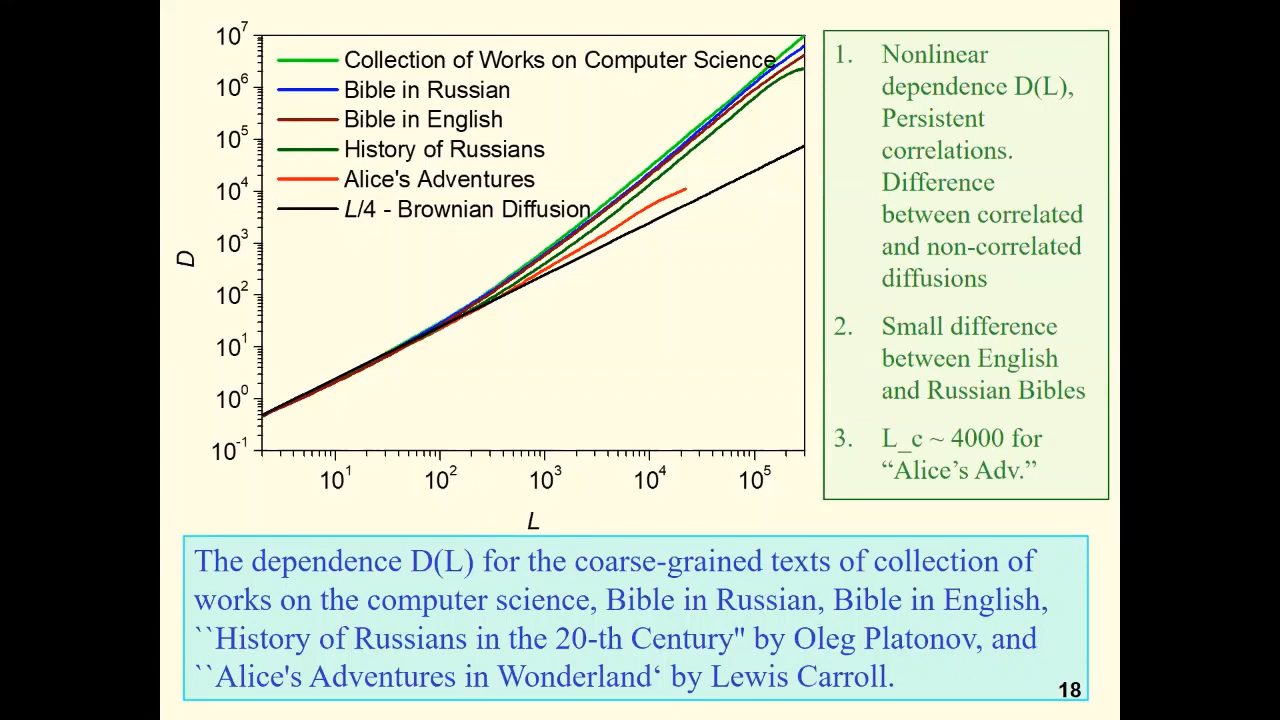 10^7
10^6
10^5
10^4
10^3
10^2
10^1
10^0
10^-1
D
Collection of Works on Computer Science
Bible in Russian
Bible in English
History of Russians
Alice's Adventures
L/4 - Brownian Diffusion
10^1 10^2 10^3 10^4 10^5
L
1. Nonlinear
dependence D(L),
Persistent
correlations.
Difference
between correlated
and non-correlated
diffusions
2. Small difference
between English
and Russian Bibles
3. L_c ~ 4000 for
“Alice’s Adv.”
The dependence D(L) for the coarse-grained texts of collection of
works on the computer science, Bible in Russian, Bible in English,
``History of Russians in the 20-th Century" by Oleg Platonov, and
``Alice's Adventures in Wonderland‘ by Lewis Carroll.
18